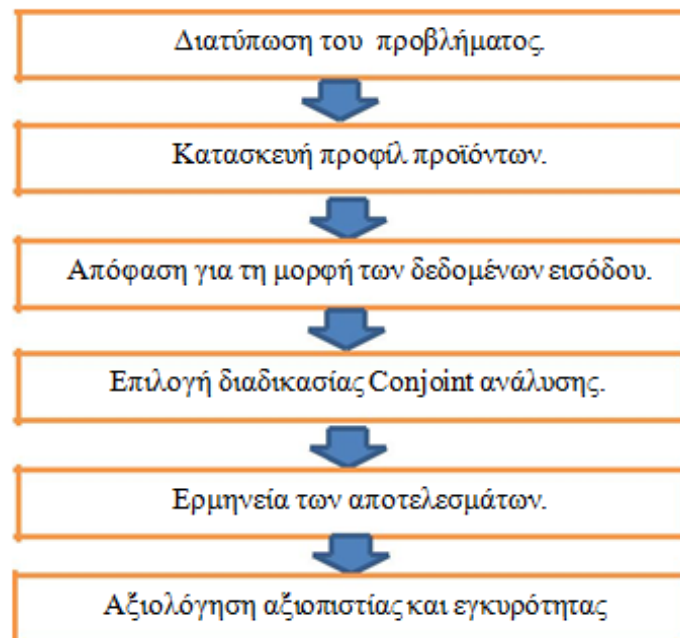 Διατύπωση του προβλήματος.
Κατασκευή προφίλ προϊόντων.
Απόφαση για τη μορφή των δεδομένων εισόδου.
Επιλογή διαδικασίας Conjoint ανάλυσης.
Ερμηνεία των αποτελεσμάτων.
Αξιολόγηση αξιοπιστίας και εγκυρότητας